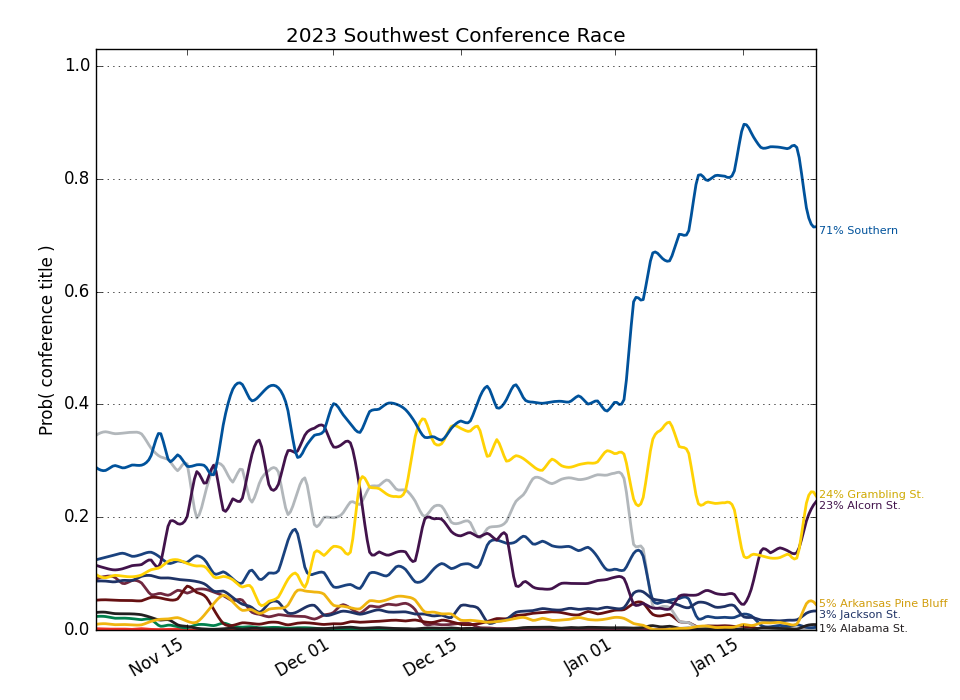 2023 Southwest Conference Race
Prob( conference title )
1.0
0.8
0.6
0.4
0.2
0.0
71% Southern
24% Grambling St.
23% Alcorn St.
5% Arkansas Pine Bluff
3% Jackson St.
1% Alabama St.
Nov 15
Dec 01
Dec 15
Jan 01
Jan 15